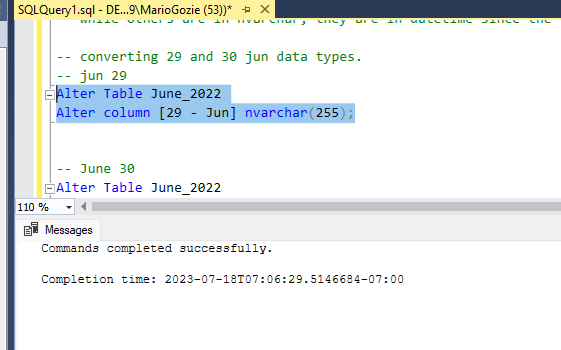 SQLQuery1.sql - DE...9\MarioGozie (53))*
while others are in nvarchar, they are in datetime since the
-- converting 29 and 30 jun data types.
-- jun 29
Alter Table June_2022
Alter column [29 - Jun] nvarchar(255);
-- June 30
Alter Table June_2022
110 %
Messages
Commands completed successfully.
Completion time: 2023-07-18T07:06:29.5146684-07:00